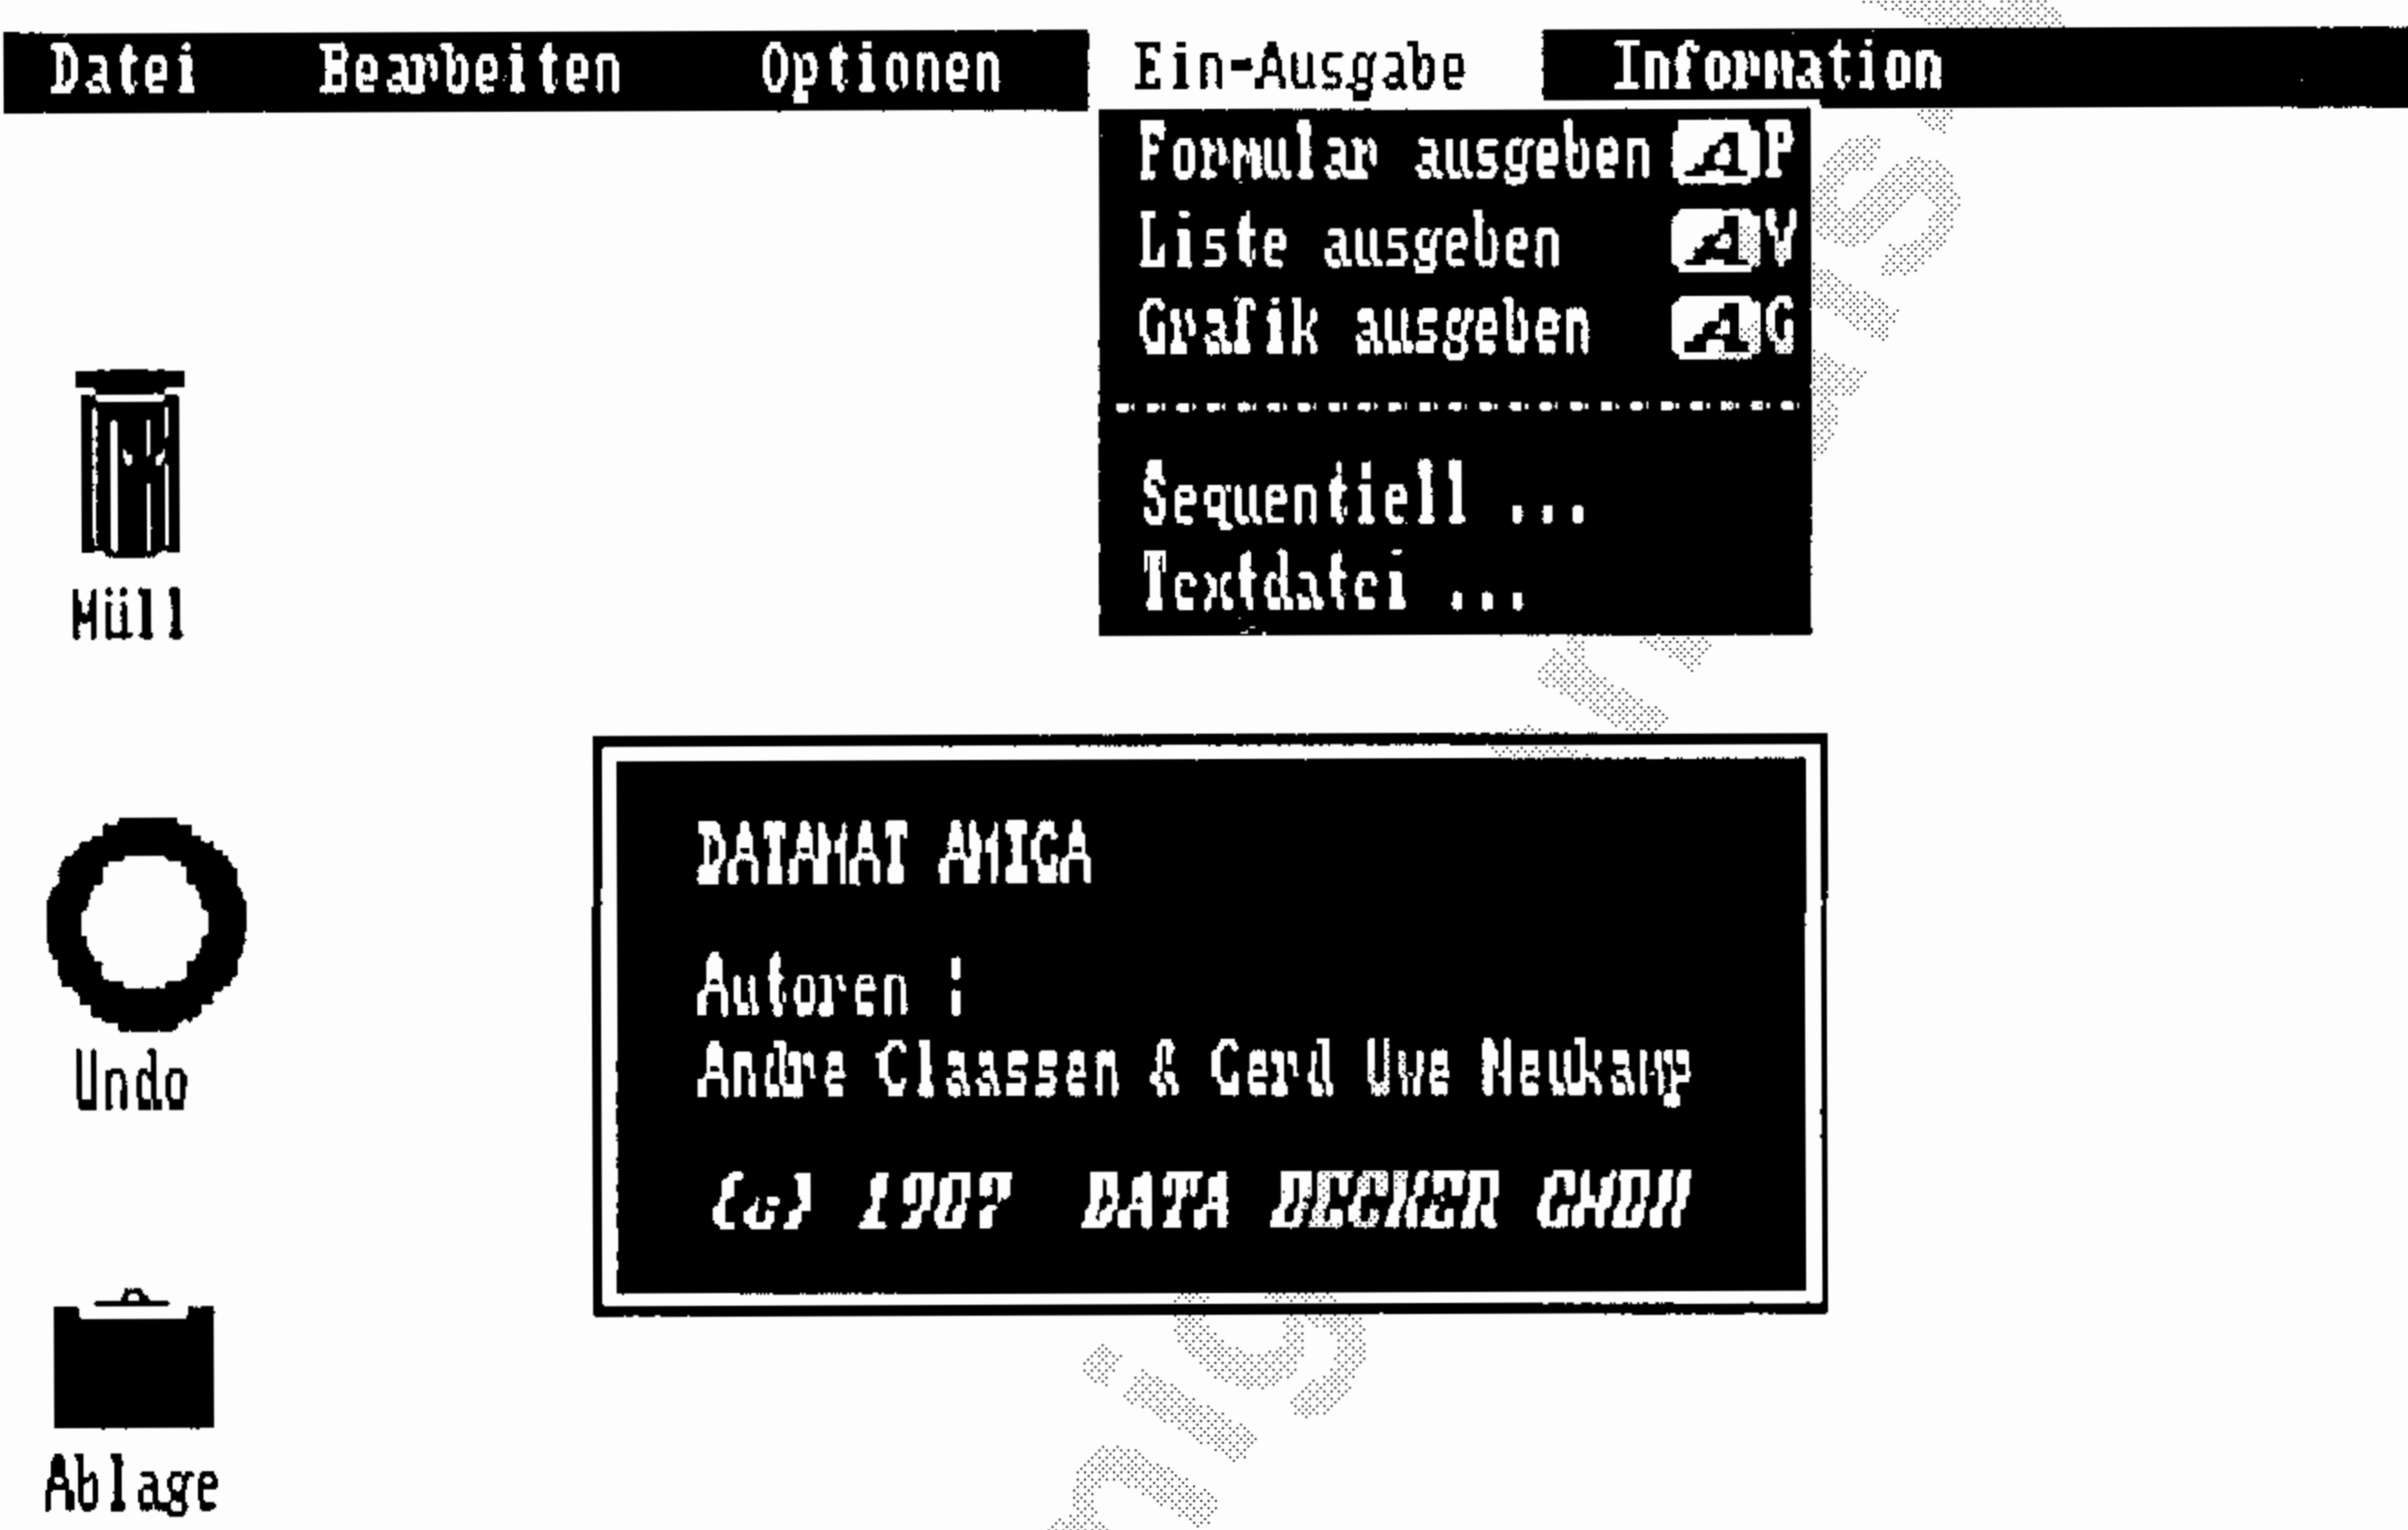 Datei Bearbeiten Optionen Ein-Ausgabe Information
Formular ausgeben A P
Liste ausgeben A V
Grafik ausgeben A G
Sequentiell ...
Textdatei ...
Müll
DATAMAT AMIGA
Autoren :
Andre Claassen & Gerd Uwe Neukamp
Undo
(c) 1987 DATA BECKER GMBH
Ablage